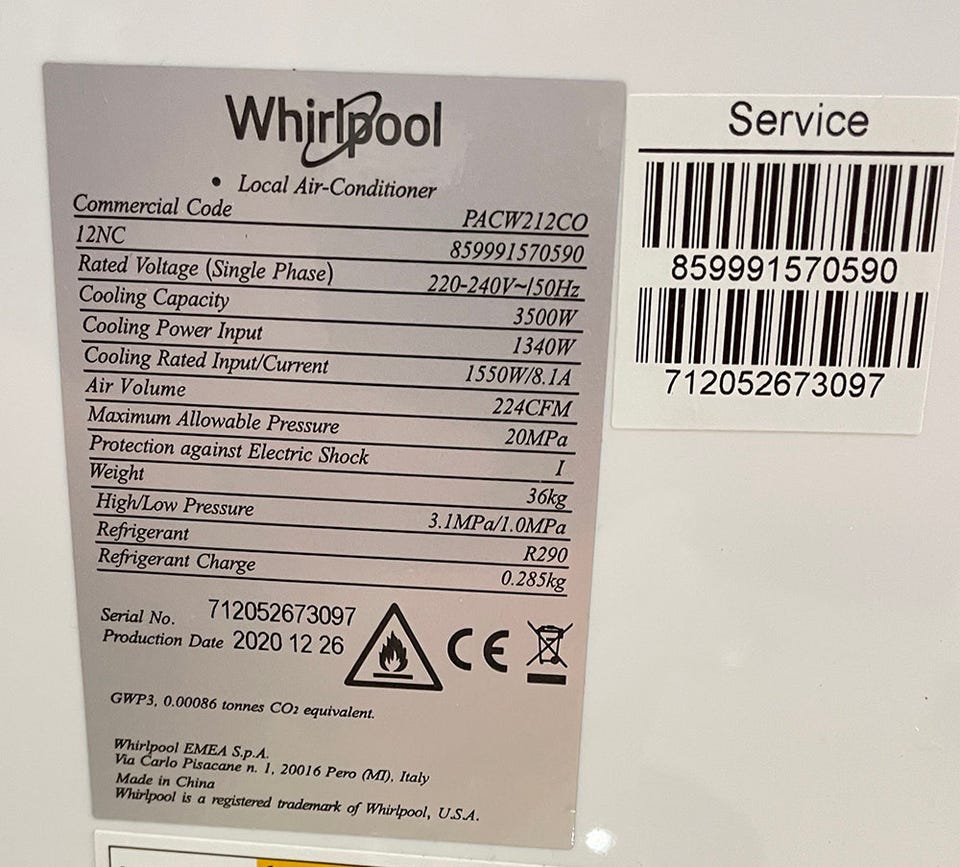 Whirlpool
• Local Air-Conditioner
Commercial Code PACW212CO
12NC 859991570590
Rated Voltage (Single Phase) 220-240V~/50Hz
Cooling Capacity 3500W
Cooling Power Input 1340W
Cooling Rated Input/Current 1550W/8.1A
Air Volume 224CFM
Maximum Allowable Pressure 20MPa
Protection against Electric Shock I
Weight 36kg
High/Low Pressure 3.1MPa/1.0MPa
Refrigerant R290
Refrigerant Charge 0.285kg
Serial No. 712052673097
Production Date 2020 12 26
CE
GWP3, 0.00086 tonnes CO₂ equivalent.
Whirlpool EMEA S.p.A.
Via Carlo Pisacane n. 1, 20016 Pero (MI), Italy
Made in China
Whirlpool is a registered trademark of Whirlpool, U.S.A.
Service
859991570590
712052673097